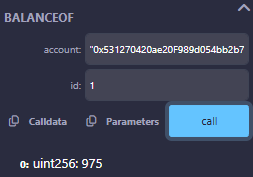 BALANCEOF
account: "0x531270420ae20F989d054bb2b7
id: 1
Calldata Parameters call
0: uint256: 975